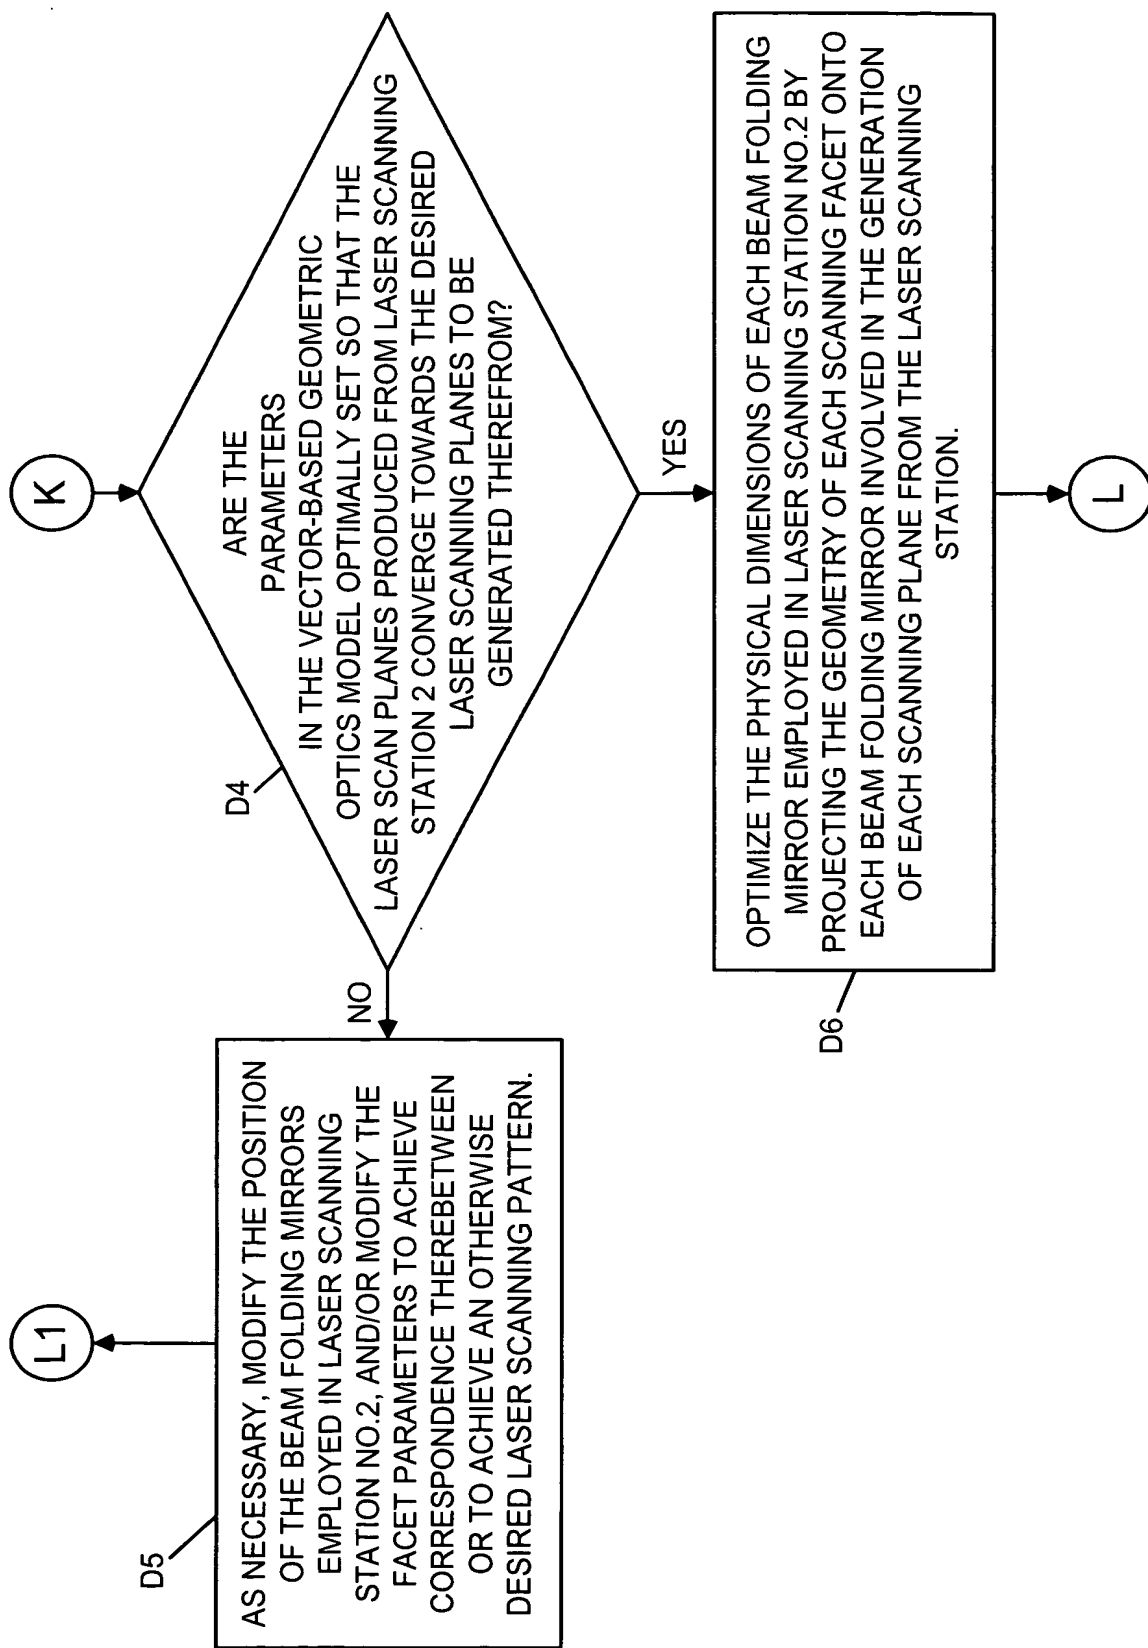 K
ARE THE
PARAMETERS
IN THE VECTOR-BASED GEOMETRIC
OPTICS MODEL OPTIMALLY SET SO THAT THE
LASER SCAN PLANES PRODUCED FROM LASER SCANNING
STATION 2 CONVERGE TOWARDS THE DESIRED
LASER SCANNING PLANES TO BE
GENERATED THEREFROM?
D4
NO
YES
L1
AS NECESSARY, MODIFY THE POSITION
OF THE BEAM FOLDING MIRRORS
EMPLOYED IN LASER SCANNING
STATION NO.2, AND/OR MODIFY THE
FACET PARAMETERS TO ACHIEVE
CORRESPONDENCE THEREBETWEEN
OR TO ACHIEVE AN OTHERWISE
DESIRED LASER SCANNING PATTERN.
D5
OPTIMIZE THE PHYSICAL DIMENSIONS OF EACH BEAM FOLDING
MIRROR EMPLOYED IN LASER SCANNING STATION NO.2 BY
PROJECTING THE GEOMETRY OF EACH SCANNING FACET ONTO
EACH BEAM FOLDING MIRROR INVOLVED IN THE GENERATION
OF EACH SCANNING PLANE FROM THE LASER SCANNING
STATION.
D6
L